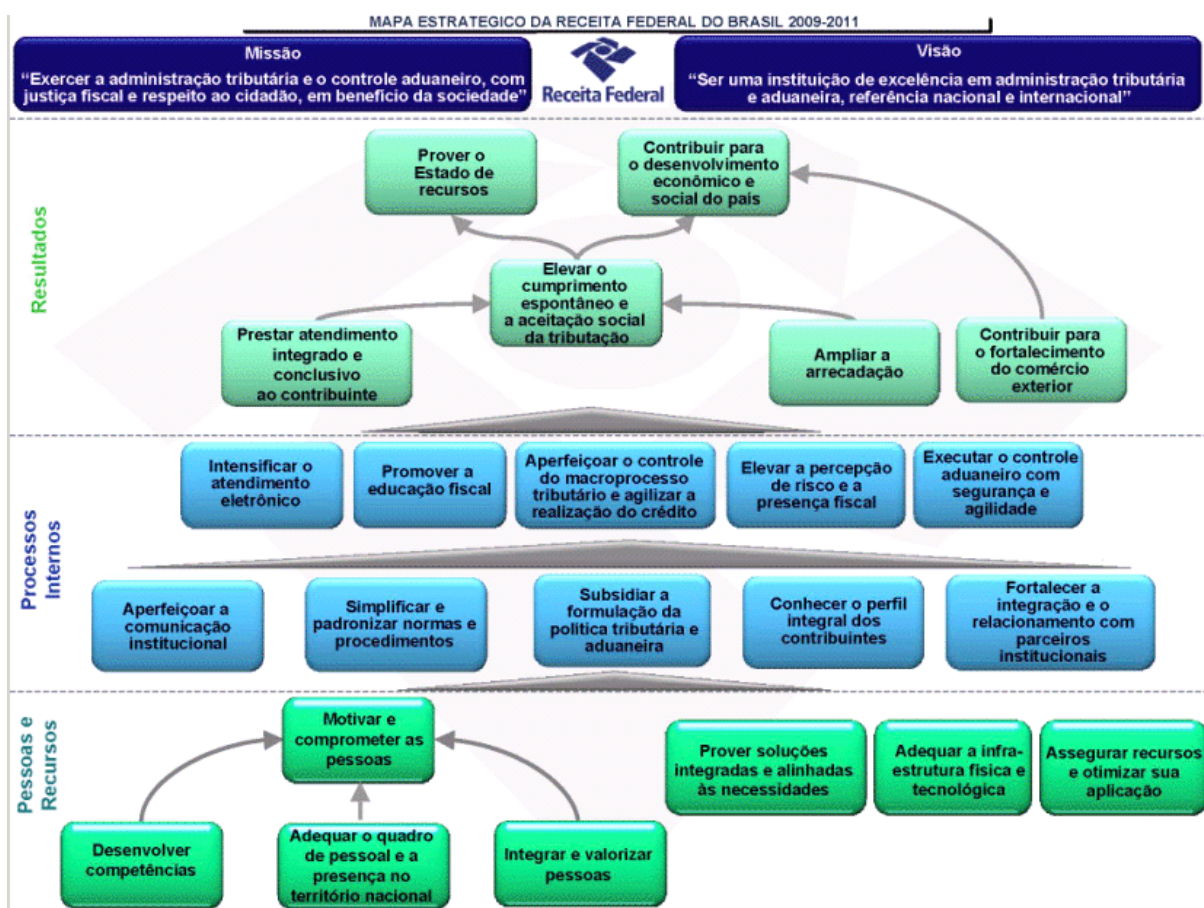 MAPA ESTRATEGICO DA RECEITA FEDERAL DO BRASIL 2009-2011
Missão
“Exercer a administração tributária e o controle aduaneiro, com
justiça fiscal e respeito ao cidadão, em benefício da sociedade”
Receita Federal
Visão
“Ser uma instituição de excelência em administração tributária
e aduaneira, referência nacional e internacional”
Resultados
Prover o
Estado de
recursos
Contribuir para
o desenvolvimento
econômico e
social do país
Elevar o
cumprimento
espontâneo e
a aceitação social
da tributação
Prestar atendimento
integrado e
conclusivo
ao contribuinte
Ampliar a
arrecadação
Contribuir para
o fortalecimento
do comércio
exterior
Processos
Internos
Intensificar o
atendimento
eletrônico
Promover a
educação fiscal
Aperfeiçoar o controle
do macroprocesso
tributário e agilizar a
realização do crédito
Elevar a percepção
de risco e a
presença fiscal
Executar o controle
aduaneiro com
segurança e
agilidade
Aperfeiçoar a
comunicação
institucional
Simplificar e
padronizar normas e
procedimentos
Subsidiar a
formulação da
política tributária e
aduaneira
Conhecer o perfil
integral dos
contribuintes
Fortalecer a
integração e o
relacionamento com
parceiros
institucionais
Pessoas e
Recursos
Motivar e
comprometer as
pessoas
Prover soluções
integradas e alinhadas
às necessidades
Adequar a infra-
estrutura física e
tecnológica
Assegurar recursos
e otimizar sua
aplicação
Desenvolver
competências
Adequar o quadro
de pessoal e a
presença no
território nacional
Integrar e valorizar
pessoas